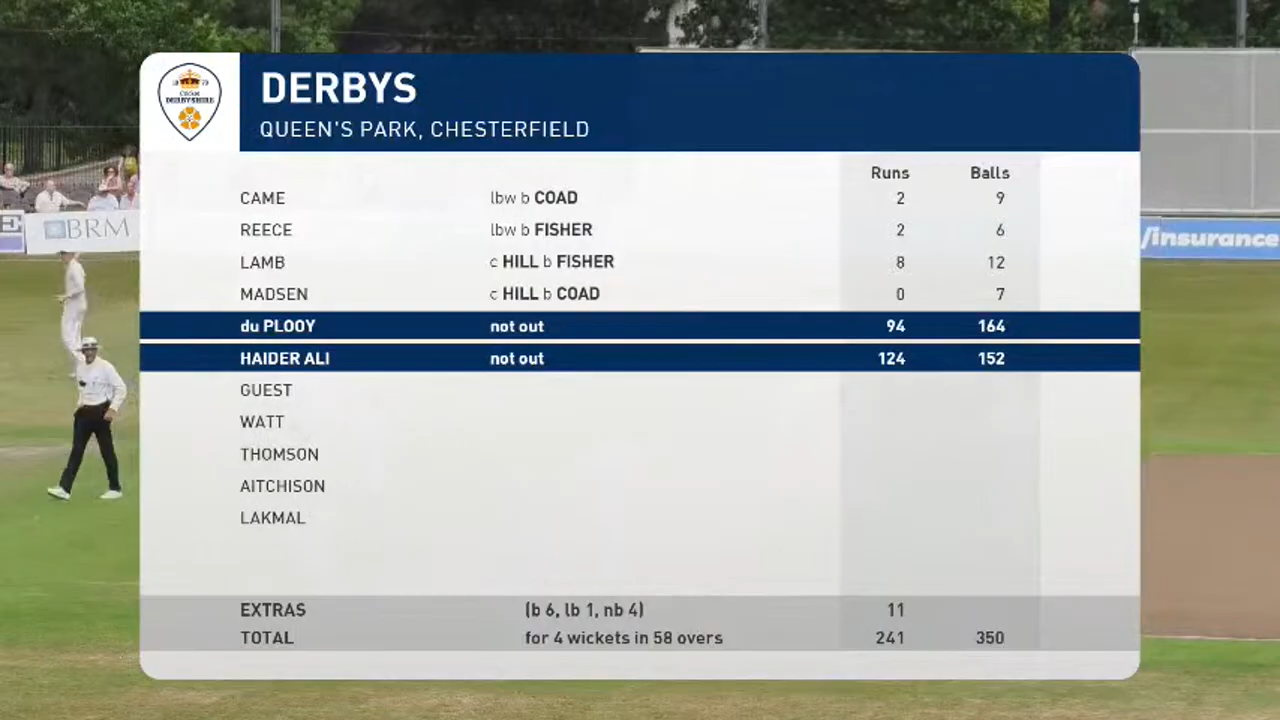 DERBYS
QUEEN'S PARK, CHESTERFIELD
DERBYSHIRE
Runs Balls
CAME lbw b COAD 2 9
REECE lbw b FISHER 2 6
LAMB c HILL b FISHER 8 12
MADSEN c HILL b COAD 0 7
du PLOOY not out 94 164
HAIDER ALI not out 124 152
GUEST
WATT
THOMSON
AITCHISON
LAKMAL
EXTRAS (b 6, lb 1, nb 4) 11
TOTAL for 4 wickets in 58 overs 241 350
E BRM
/insurance